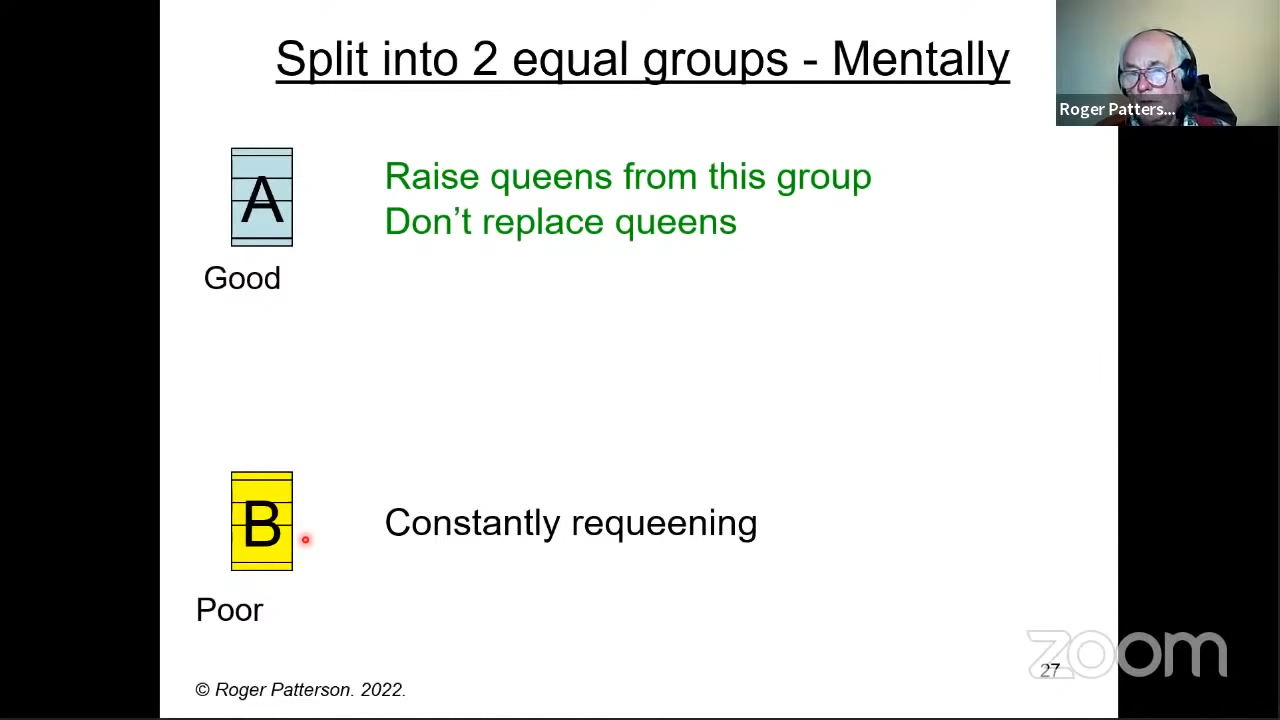 Split into 2 equal groups - Mentally
Roger Patters...
A
Raise queens from this group
Don't replace queens
Good
B
Constantly requeening
Poor
zoom
27
© Roger Patterson. 2022.